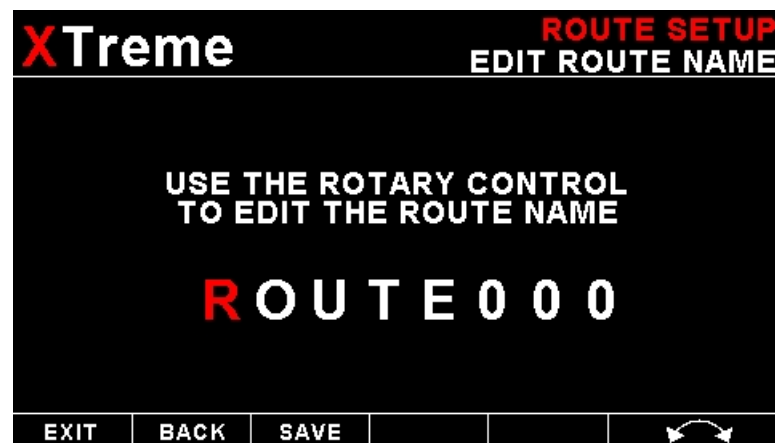 XTreme
ROUTE SETUP
EDIT ROUTE NAME
USE THE ROTARY CONTROL
TO EDIT THE ROUTE NAME
ROUTE000
EXIT BACK SAVE